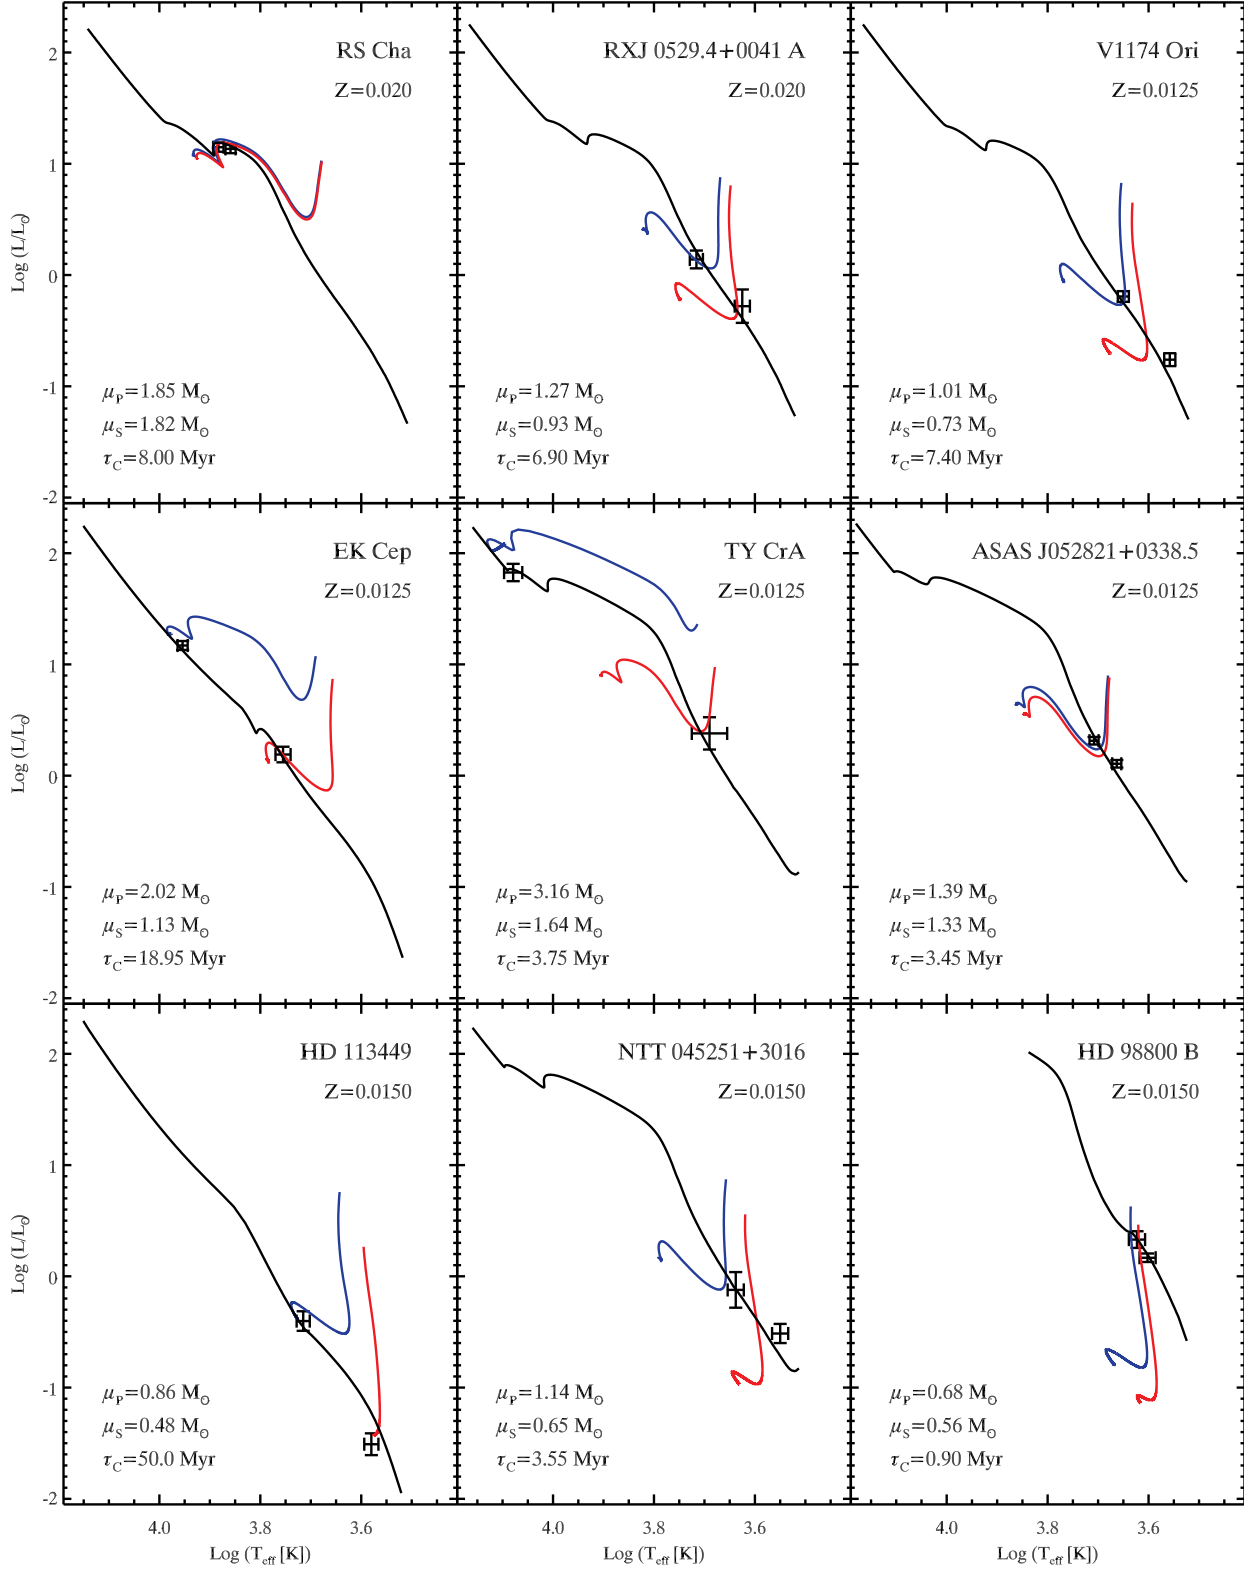 RS Cha
Z=0.020
μP=1.85 M⊙
μS=1.82 M⊙
τC=8.00 Myr
RXJ 0529.4+0041 A
Z=0.020
μP=1.27 M⊙
μS=0.93 M⊙
τC=6.90 Myr
V1174 Ori
Z=0.0125
μP=1.01 M⊙
μS=0.73 M⊙
τC=7.40 Myr
2
1
0
-1
-2
Log (L/L⊙)
EK Cep
Z=0.0125
μP=2.02 M⊙
μS=1.13 M⊙
τC=18.95 Myr
TY CrA
Z=0.0125
μP=3.16 M⊙
μS=1.64 M⊙
τC=3.75 Myr
ASAS J052821+0338.5
Z=0.0125
μP=1.39 M⊙
μS=1.33 M⊙
τC=3.45 Myr
2
1
0
-1
-2
Log (L/L⊙)
HD 113449
Z=0.0150
μP=0.86 M⊙
μS=0.48 M⊙
τC=50.0 Myr
NTT 045251+3016
Z=0.0150
μP=1.14 M⊙
μS=0.65 M⊙
τC=3.55 Myr
HD 98800 B
Z=0.0150
μP=0.68 M⊙
μS=0.56 M⊙
τC=0.90 Myr
2
1
0
-1
-2
Log (L/L⊙)
4.0 3.8 3.6 4.0 3.8 3.6 4.0 3.8 3.6
Log (Teff [K]) Log (Teff [K]) Log (Teff [K])